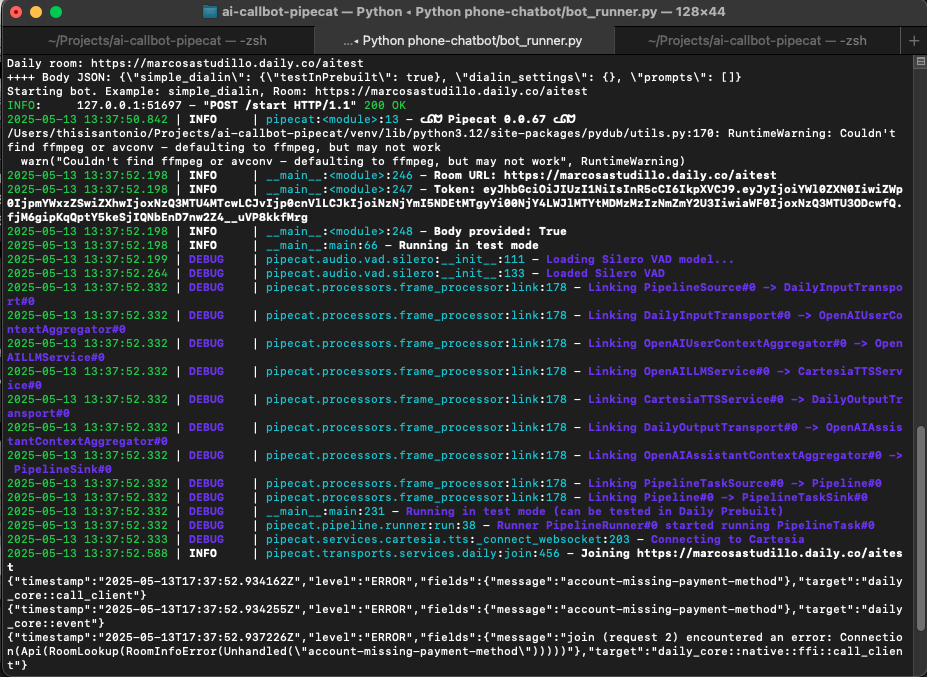 ai-callbot-pipecat — Python ◂ Python phone-chatbot/bot_runner.py — 128×44
~/Projects/ai-callbot-pipecat — -zsh
...◂ Python phone-chatbot/bot_runner.py
~/Projects/ai-callbot-pipecat — -zsh
Daily room: https://marcosastudillo.daily.co/aitest
++++ Body JSON: {\"simple_dialin\": {\"testInPrebuilt\": true}, \"dialin_settings\": {}, \"prompts\": []}
Starting bot. Example: simple_dialin, Room: https://marcosastudillo.daily.co/aitest
INFO:     127.0.0.1:51697 - "POST /start HTTP/1.1" 200 OK
2025-05-13 13:37:50.842 | INFO     | pipecat:<module>:13 - ᓚᘏᗢ Pipecat 0.0.67 ᓚᘏᗢ
/Users/thisisantonio/Projects/ai-callbot-pipecat/venv/lib/python3.12/site-packages/pydub/utils.py:170: RuntimeWarning: Couldn't
find ffmpeg or avconv - defaulting to ffmpeg, but may not work
  warn("Couldn't find ffmpeg or avconv - defaulting to ffmpeg, but may not work", RuntimeWarning)
2025-05-13 13:37:52.198 | INFO     | __main__:<module>:246 - Room URL: https://marcosastudillo.daily.co/aitest
2025-05-13 13:37:52.198 | INFO     | __main__:<module>:247 - Token:
2025-05-13 13:37:52.198 | INFO     | __main__:<module>:248 - Body provided: True
2025-05-13 13:37:52.198 | INFO     | __main__:main:66 - Running in test mode
2025-05-13 13:37:52.199 | DEBUG    | pipecat.audio.vad.silero:__init__:111 - Loading Silero VAD model...
2025-05-13 13:37:52.264 | DEBUG    | pipecat.audio.vad.silero:__init__:133 - Loaded Silero VAD
2025-05-13 13:37:52.332 | DEBUG    | pipecat.processors.frame_processor:link:178 - Linking PipelineSource#0 -> DailyInputTranspo
rt#0
2025-05-13 13:37:52.332 | DEBUG    | pipecat.processors.frame_processor:link:178 - Linking DailyInputTransport#0 -> OpenAIUserCo
ntextAggregator#0
2025-05-13 13:37:52.332 | DEBUG    | pipecat.processors.frame_processor:link:178 - Linking OpenAIUserContextAggregator#0 -> Open
AILLMService#0
2025-05-13 13:37:52.332 | DEBUG    | pipecat.processors.frame_processor:link:178 - Linking OpenAILLMService#0 -> CartesiaTTSServ
ice#0
2025-05-13 13:37:52.332 | DEBUG    | pipecat.processors.frame_processor:link:178 - Linking CartesiaTTSService#0 -> DailyOutputTr
ansport#0
2025-05-13 13:37:52.332 | DEBUG    | pipecat.processors.frame_processor:link:178 - Linking DailyOutputTransport#0 -> OpenAIAssis
tantContextAggregator#0
2025-05-13 13:37:52.332 | DEBUG    | pipecat.processors.frame_processor:link:178 - Linking OpenAIAssistantContextAggregator#0 ->
 PipelineSink#0
2025-05-13 13:37:52.332 | DEBUG    | pipecat.processors.frame_processor:link:178 - Linking PipelineTaskSource#0 -> Pipeline#0
2025-05-13 13:37:52.332 | DEBUG    | pipecat.processors.frame_processor:link:178 - Linking Pipeline#0 -> PipelineTaskSink#0
2025-05-13 13:37:52.332 | DEBUG    | __main__:main:231 - Running in test mode (can be tested in Daily Prebuilt)
2025-05-13 13:37:52.332 | DEBUG    | pipecat.pipeline.runner:run:38 - Runner PipelineRunner#0 started running PipelineTask#0
2025-05-13 13:37:52.333 | DEBUG    | pipecat.services.cartesia.tts:_connect_websocket:203 - Connecting to Cartesia
2025-05-13 13:37:52.588 | INFO     | pipecat.transports.services.daily:join:456 - Joining https://marcosastudillo.daily.co/aites
t
{"timestamp":"2025-05-13T17:37:52.934162Z","level":"ERROR","fields":{"message":"account-missing-payment-method"},"target":"daily
_core::call_client"}
{"timestamp":"2025-05-13T17:37:52.934255Z","level":"ERROR","fields":{"message":"account-missing-payment-method"},"target":"daily
_core::event"}
{"timestamp":"2025-05-13T17:37:52.937226Z","level":"ERROR","fields":{"message":"join (request 2) encountered an error: Connectio
n(Api(RoomLookup(RoomInfoError(Unhandled(\"account-missing-payment-method\")))))"},"target":"daily_core::native::ffi::call_clien
t"}